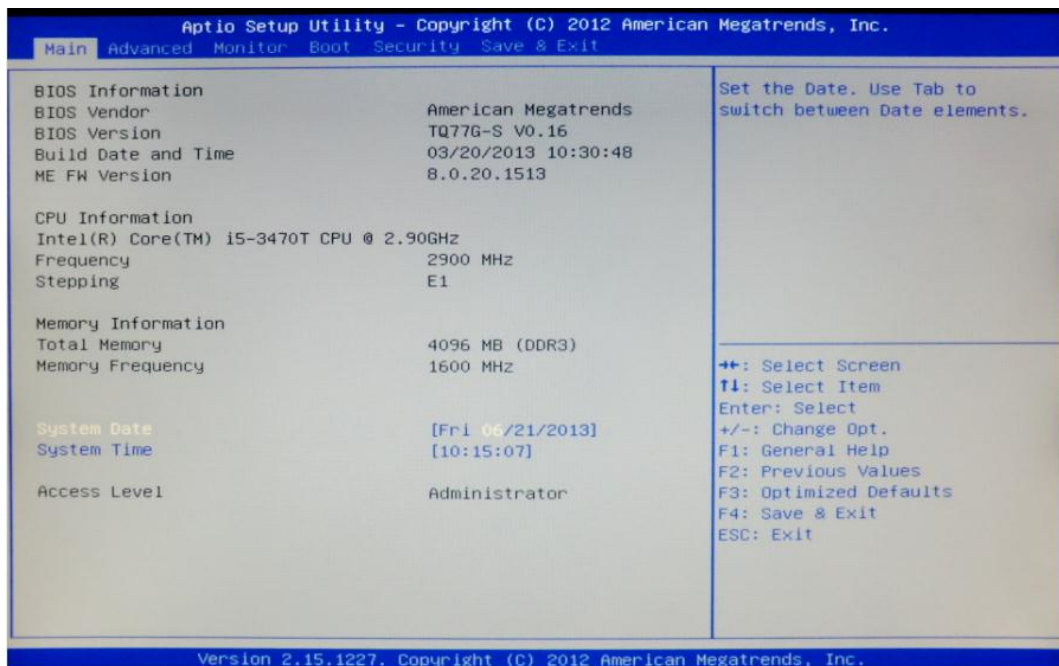 Aptio Setup Utility – Copyright (C) 2012 American Megatrends, Inc.
Main Advanced Monitor Boot Security Save & Exit
BIOS Information
BIOS Vendor American Megatrends
BIOS Version TQ77G-S V0.16
Build Date and Time 03/20/2013 10:30:48
ME FW Version 8.0.20.1513
CPU Information
Intel(R) Core(TM) i5-3470T CPU @ 2.90GHz
Frequency 2900 MHz
Stepping E1
Memory Information
Total Memory 4096 MB (DDR3)
Memory Frequency 1600 MHz
System Date [Fri 06/21/2013]
System Time [10:15:07]
Access Level Administrator
Set the Date. Use Tab to
switch between Date elements.
→←: Select Screen
↑↓: Select Item
Enter: Select
+/-: Change Opt.
F1: General Help
F2: Previous Values
F3: Optimized Defaults
F4: Save & Exit
ESC: Exit
Version 2.15.1227. Copyright (C) 2012 American Megatrends, Inc.